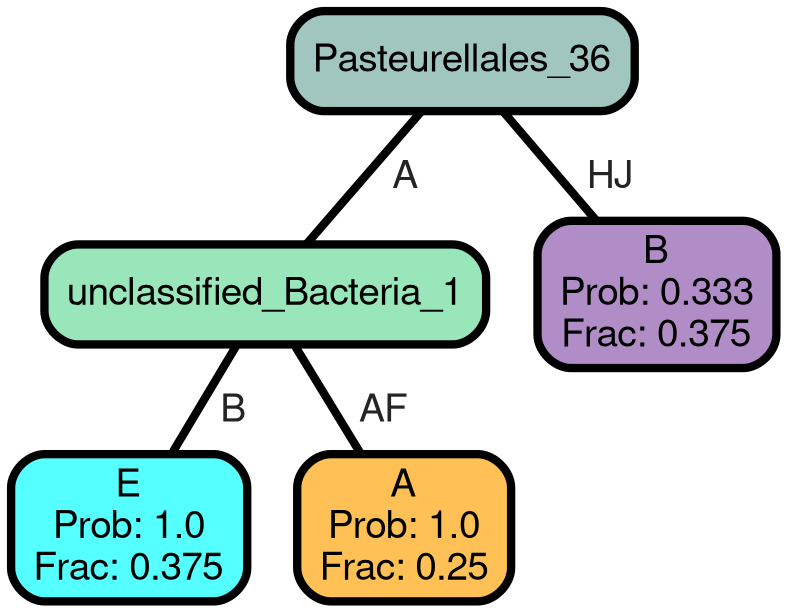 Pasteurellales_36
A
HJ
unclassified_Bacteria_1
B
Prob: 0.333
Frac: 0.375
B
AF
E
Prob: 1.0
Frac: 0.375
A
Prob: 1.0
Frac: 0.25